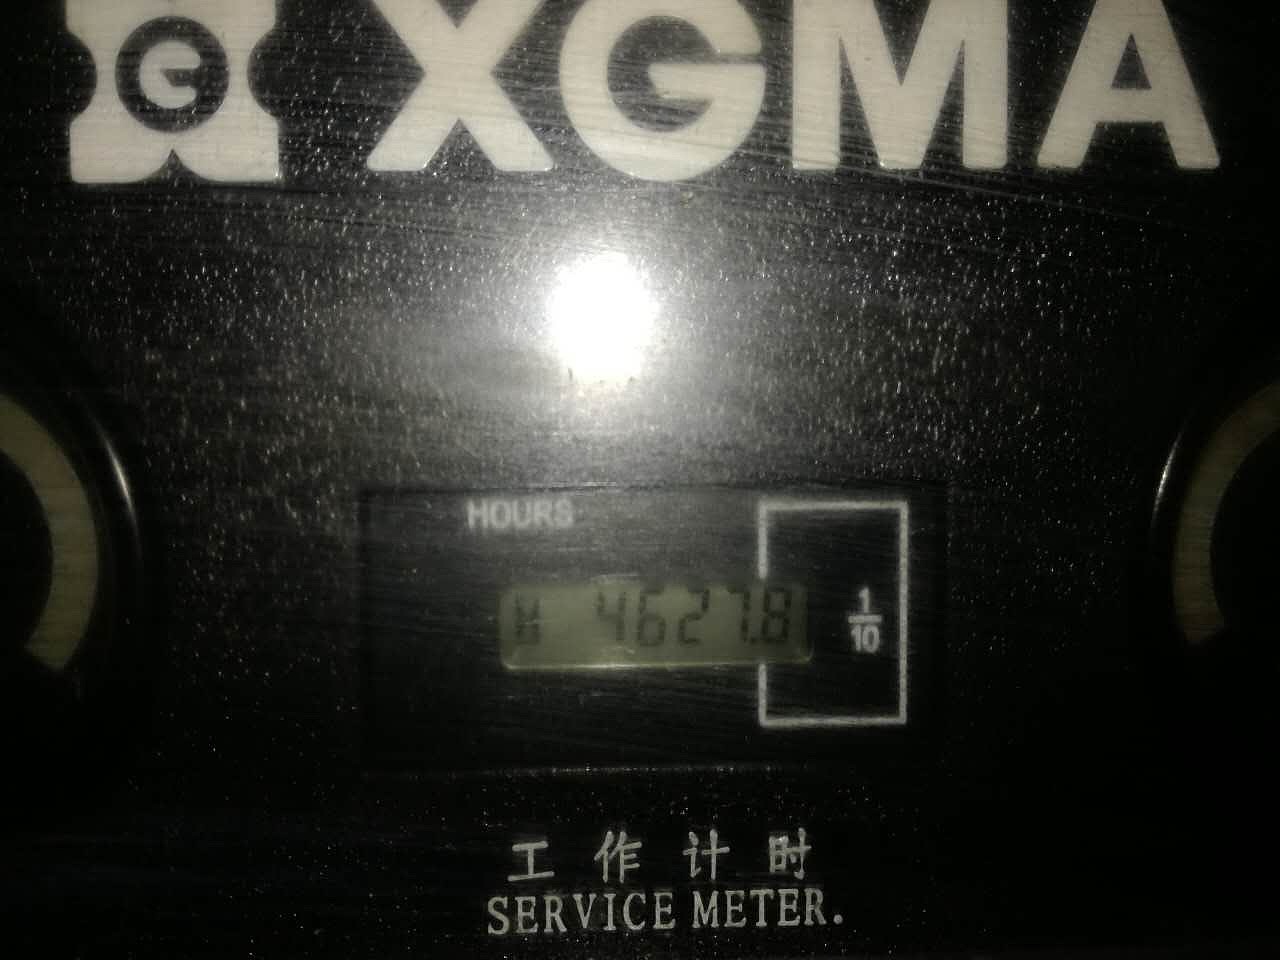 XGMA
HOURS
4627.8
1/10
工作计时
SERVICE METER.